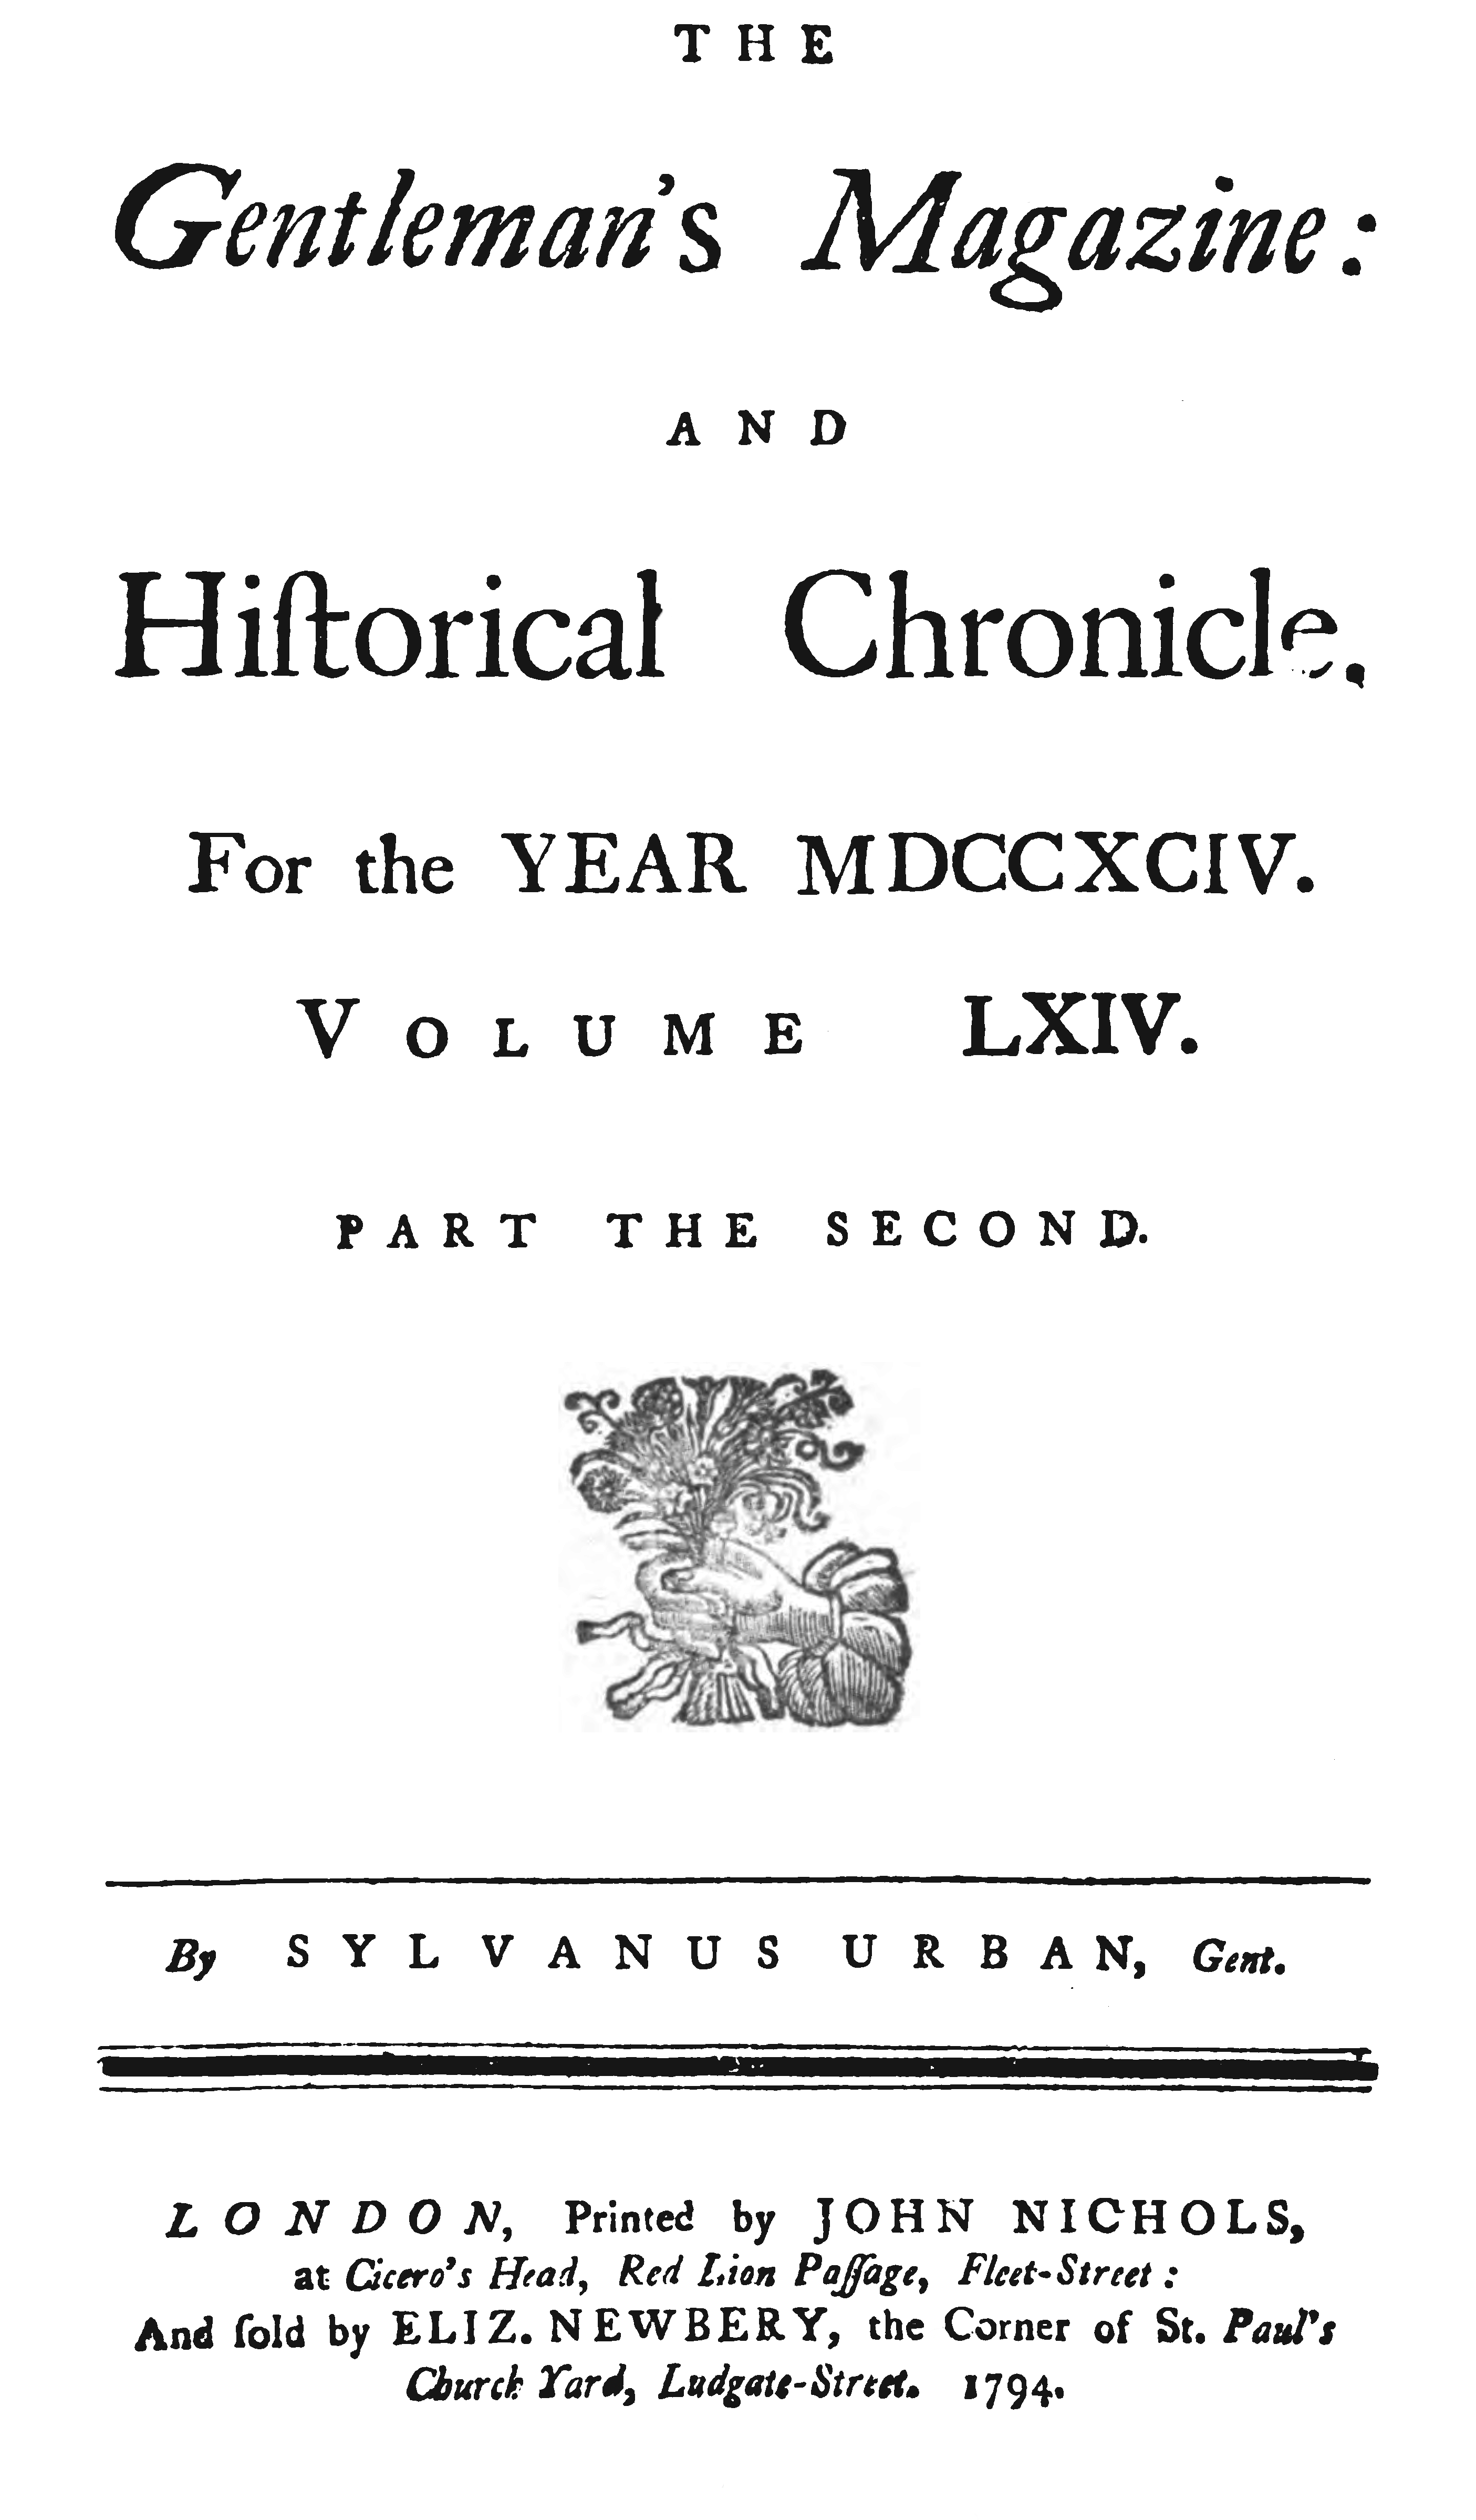 THE
Gentleman's Magazine:
AND
Hiſtorical Chronicle.
For the YEAR MDCCXCIV.
VOLUME LXIV.
PART THE SECOND.
By SYLVANUS URBAN, Gent.
LONDON, Printed by JOHN NICHOLS,
at Cicero's Head, Red Lion Paſſage, Fleet-Street:
And ſold by ELIZ. NEWBERY, the Corner of St. Paul's
Church Yard, Ludgate-Street. 1794.